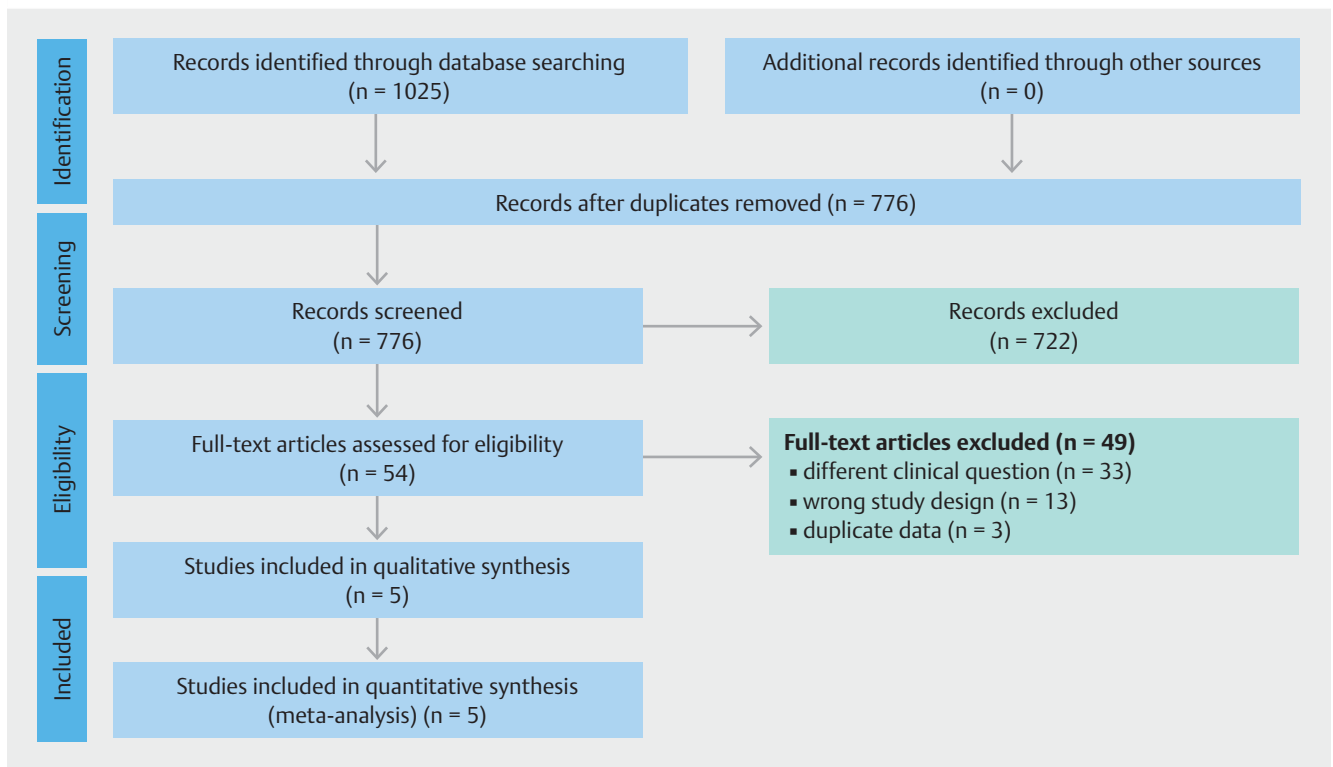 Identification
Records identified through database searching
(n = 1025)
Additional records identified through other sources
(n = 0)
Records after duplicates removed (n = 776)
Screening
Records screened
(n = 776)
Records excluded
(n = 722)
Eligibility
Full-text articles assessed for eligibility
(n = 54)
Full-text articles excluded (n = 49)
▪ different clinical question (n = 33)
▪ wrong study design (n = 13)
▪ duplicate data (n = 3)
Studies included in qualitative synthesis
(n = 5)
Included
Studies included in quantitative synthesis
(meta-analysis) (n = 5)